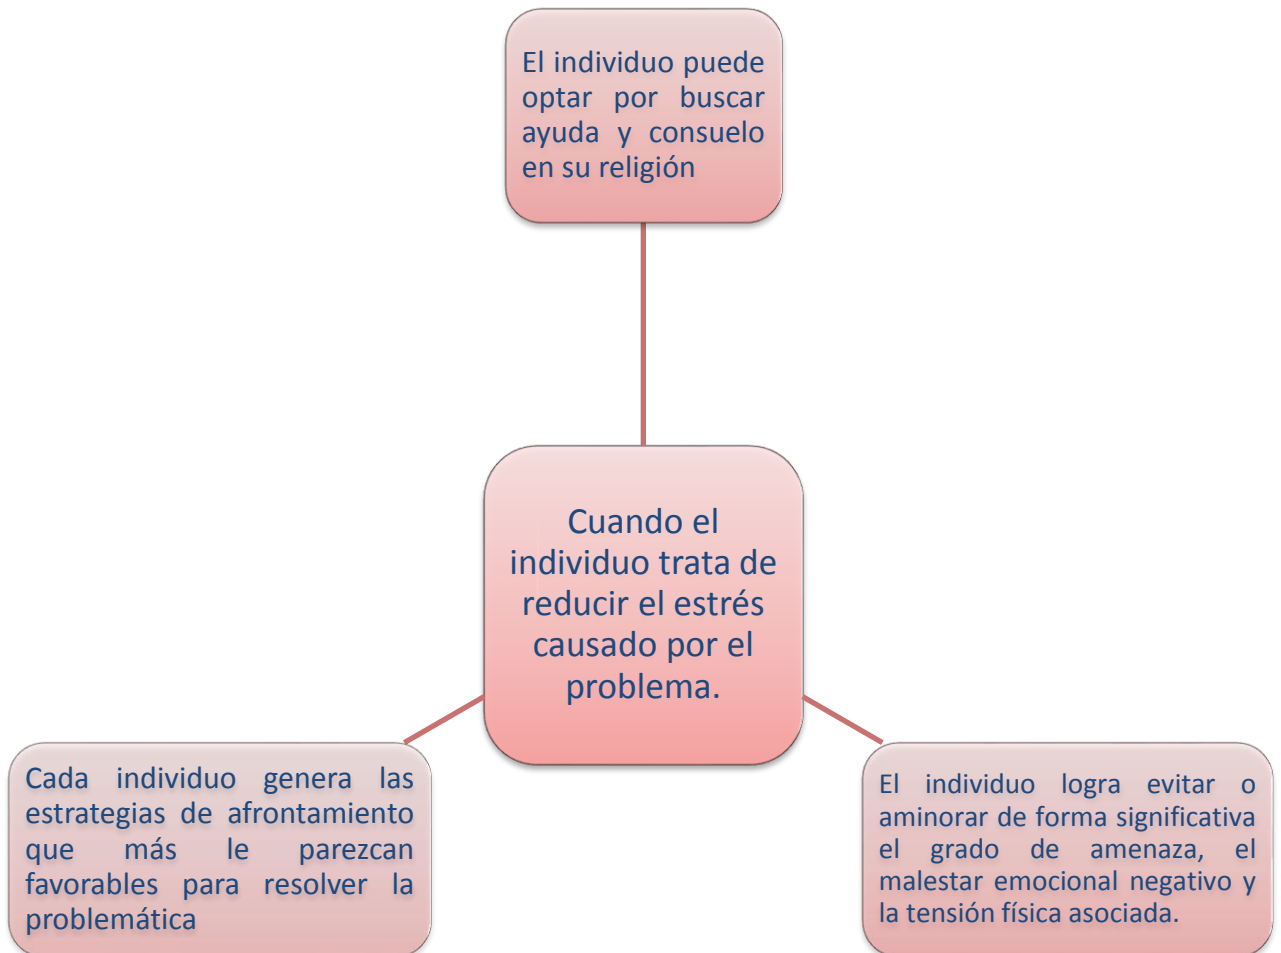 El individuo puede
optar por buscar
ayuda y consuelo
en su religión
Cuando el
individuo trata de
reducir el estrés
causado por el
problema.
Cada individuo genera las
estrategias de afrontamiento
que más le parezcan
favorables para resolver la
problemática
El individuo logra evitar o
aminorar de forma significativa
el grado de amenaza, el
malestar emocional negativo y
la tensión física asociada.